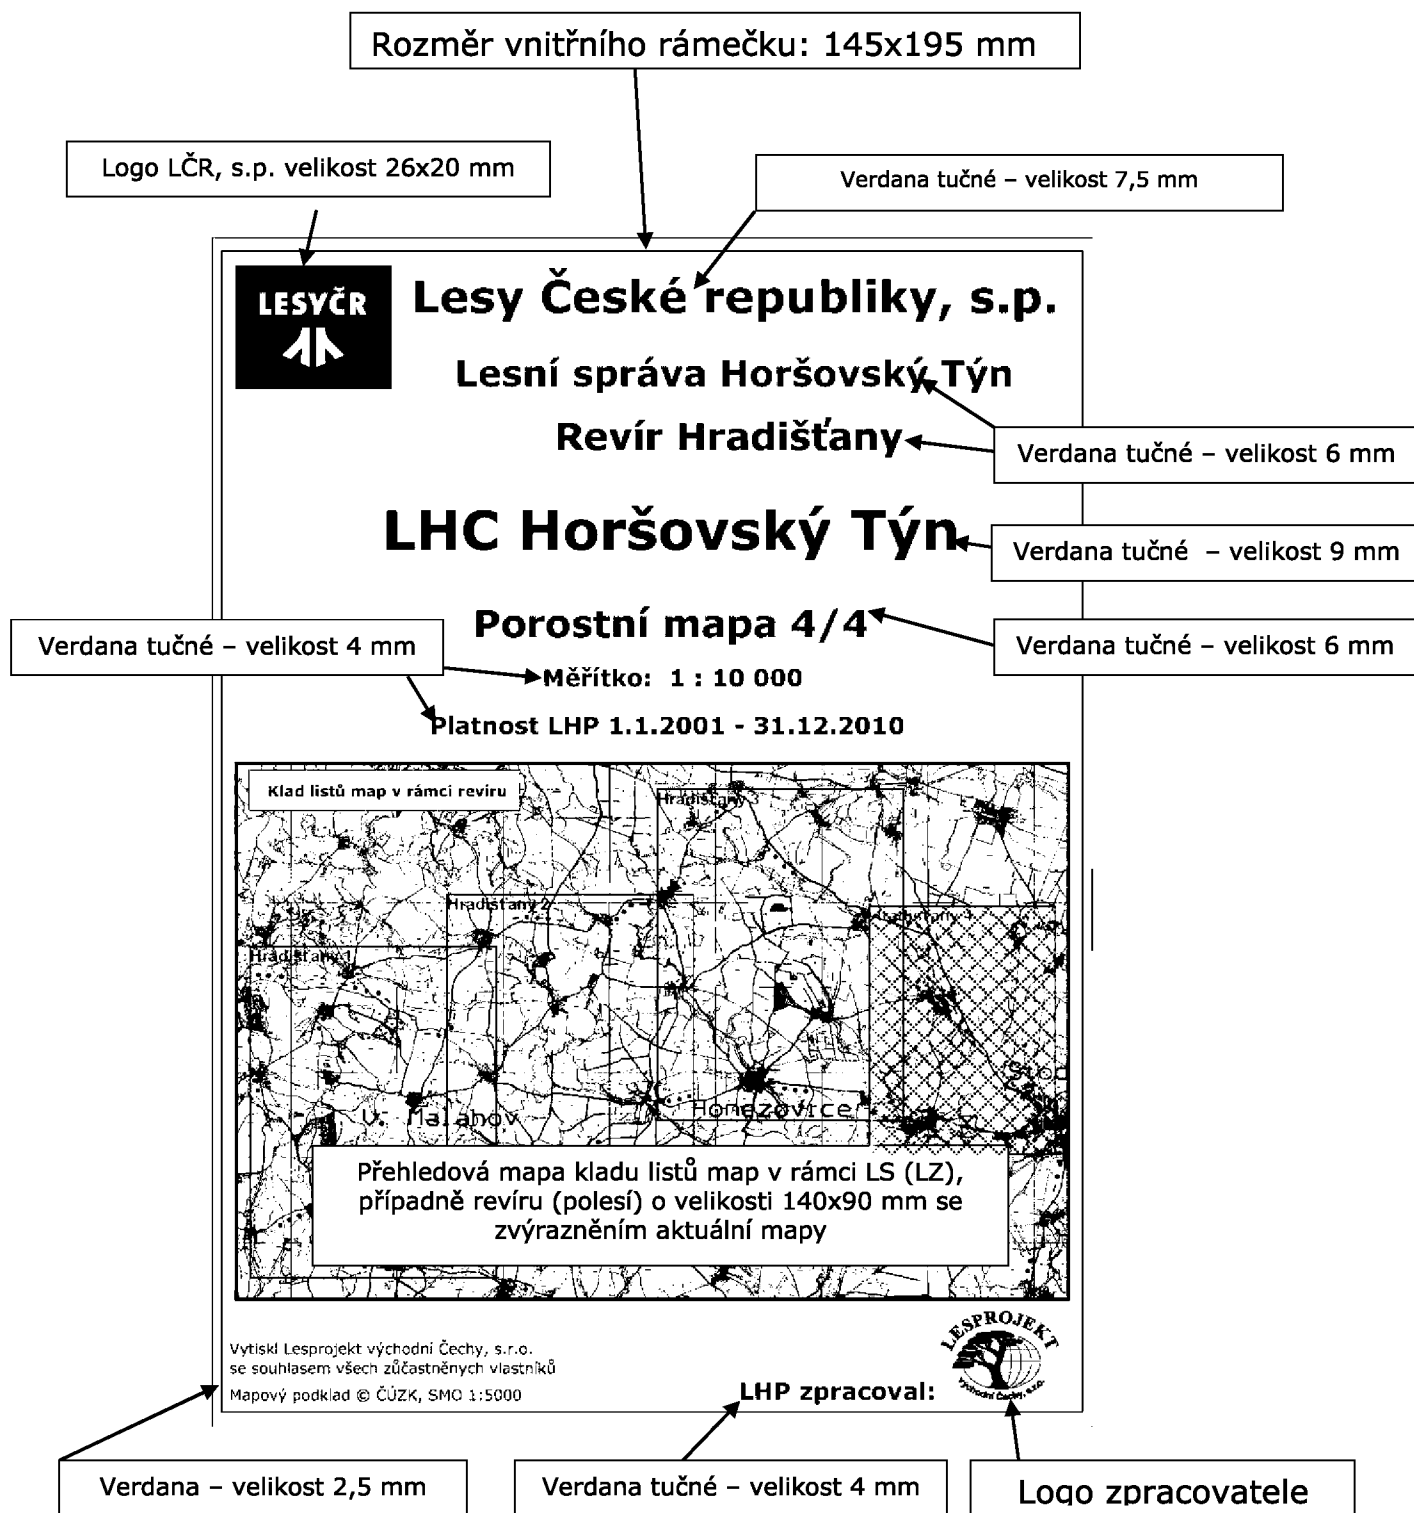 Rozměr vnitřního rámečku: 145x195 mm
Logo LČR, s.p. velikost 26x20 mm
Verdana tučné – velikost 7,5 mm
LESYČR
Lesy České republiky, s.p.
Lesní správa Horšovský Týn
Revír Hradišťany
Verdana tučné – velikost 6 mm
LHC Horšovský Týn
Verdana tučné – velikost 9 mm
Porostní mapa 4/4
Verdana tučné – velikost 4 mm
Verdana tučné – velikost 6 mm
Měřítko: 1 : 10 000
Platnost LHP 1.1.2001 - 31.12.2010
Klad listů map v rámci revíru
Hradišťany 3
Hradišťany 2
Hradišťany 1
Stod
Honezovice
V. Malahov
Přehledová mapa kladu listů map v rámci LS (LZ),
případně revíru (polesí) o velikosti 140x90 mm se
zvýrazněním aktuální mapy
LESPROJEKT
východní Čechy, s.r.o.
Vytiskl Lesprojekt východní Čechy, s.r.o.
se souhlasem všech zůčastněných vlastníků
Mapový podklad © ČÚZK, SMO 1:5000
LHP zpracoval:
Verdana – velikost 2,5 mm
Verdana tučné – velikost 4 mm
Logo zpracovatele